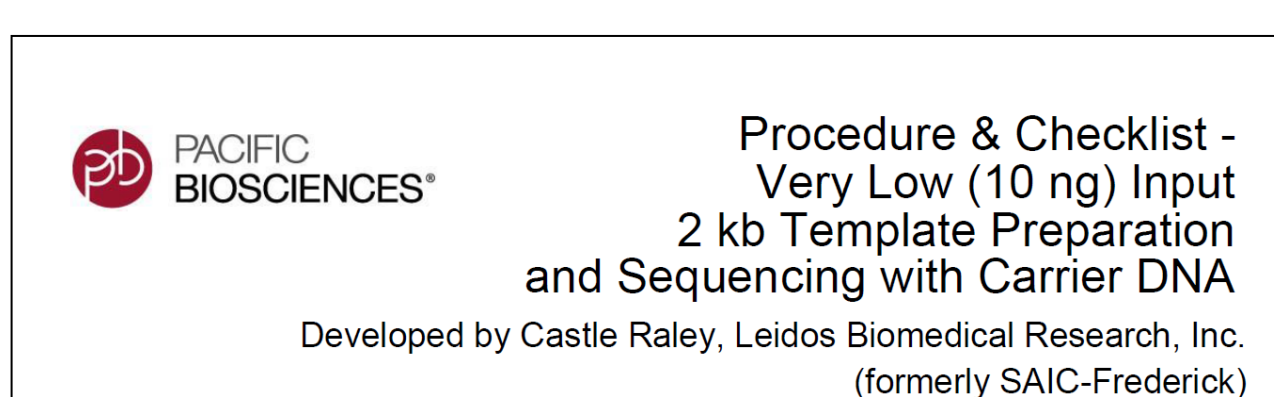 pb
PACIFIC
BIOSCIENCES®
Procedure & Checklist -
Very Low (10 ng) Input
2 kb Template Preparation
and Sequencing with Carrier DNA
Developed by Castle Raley, Leidos Biomedical Research, Inc.
(formerly SAIC-Frederick)